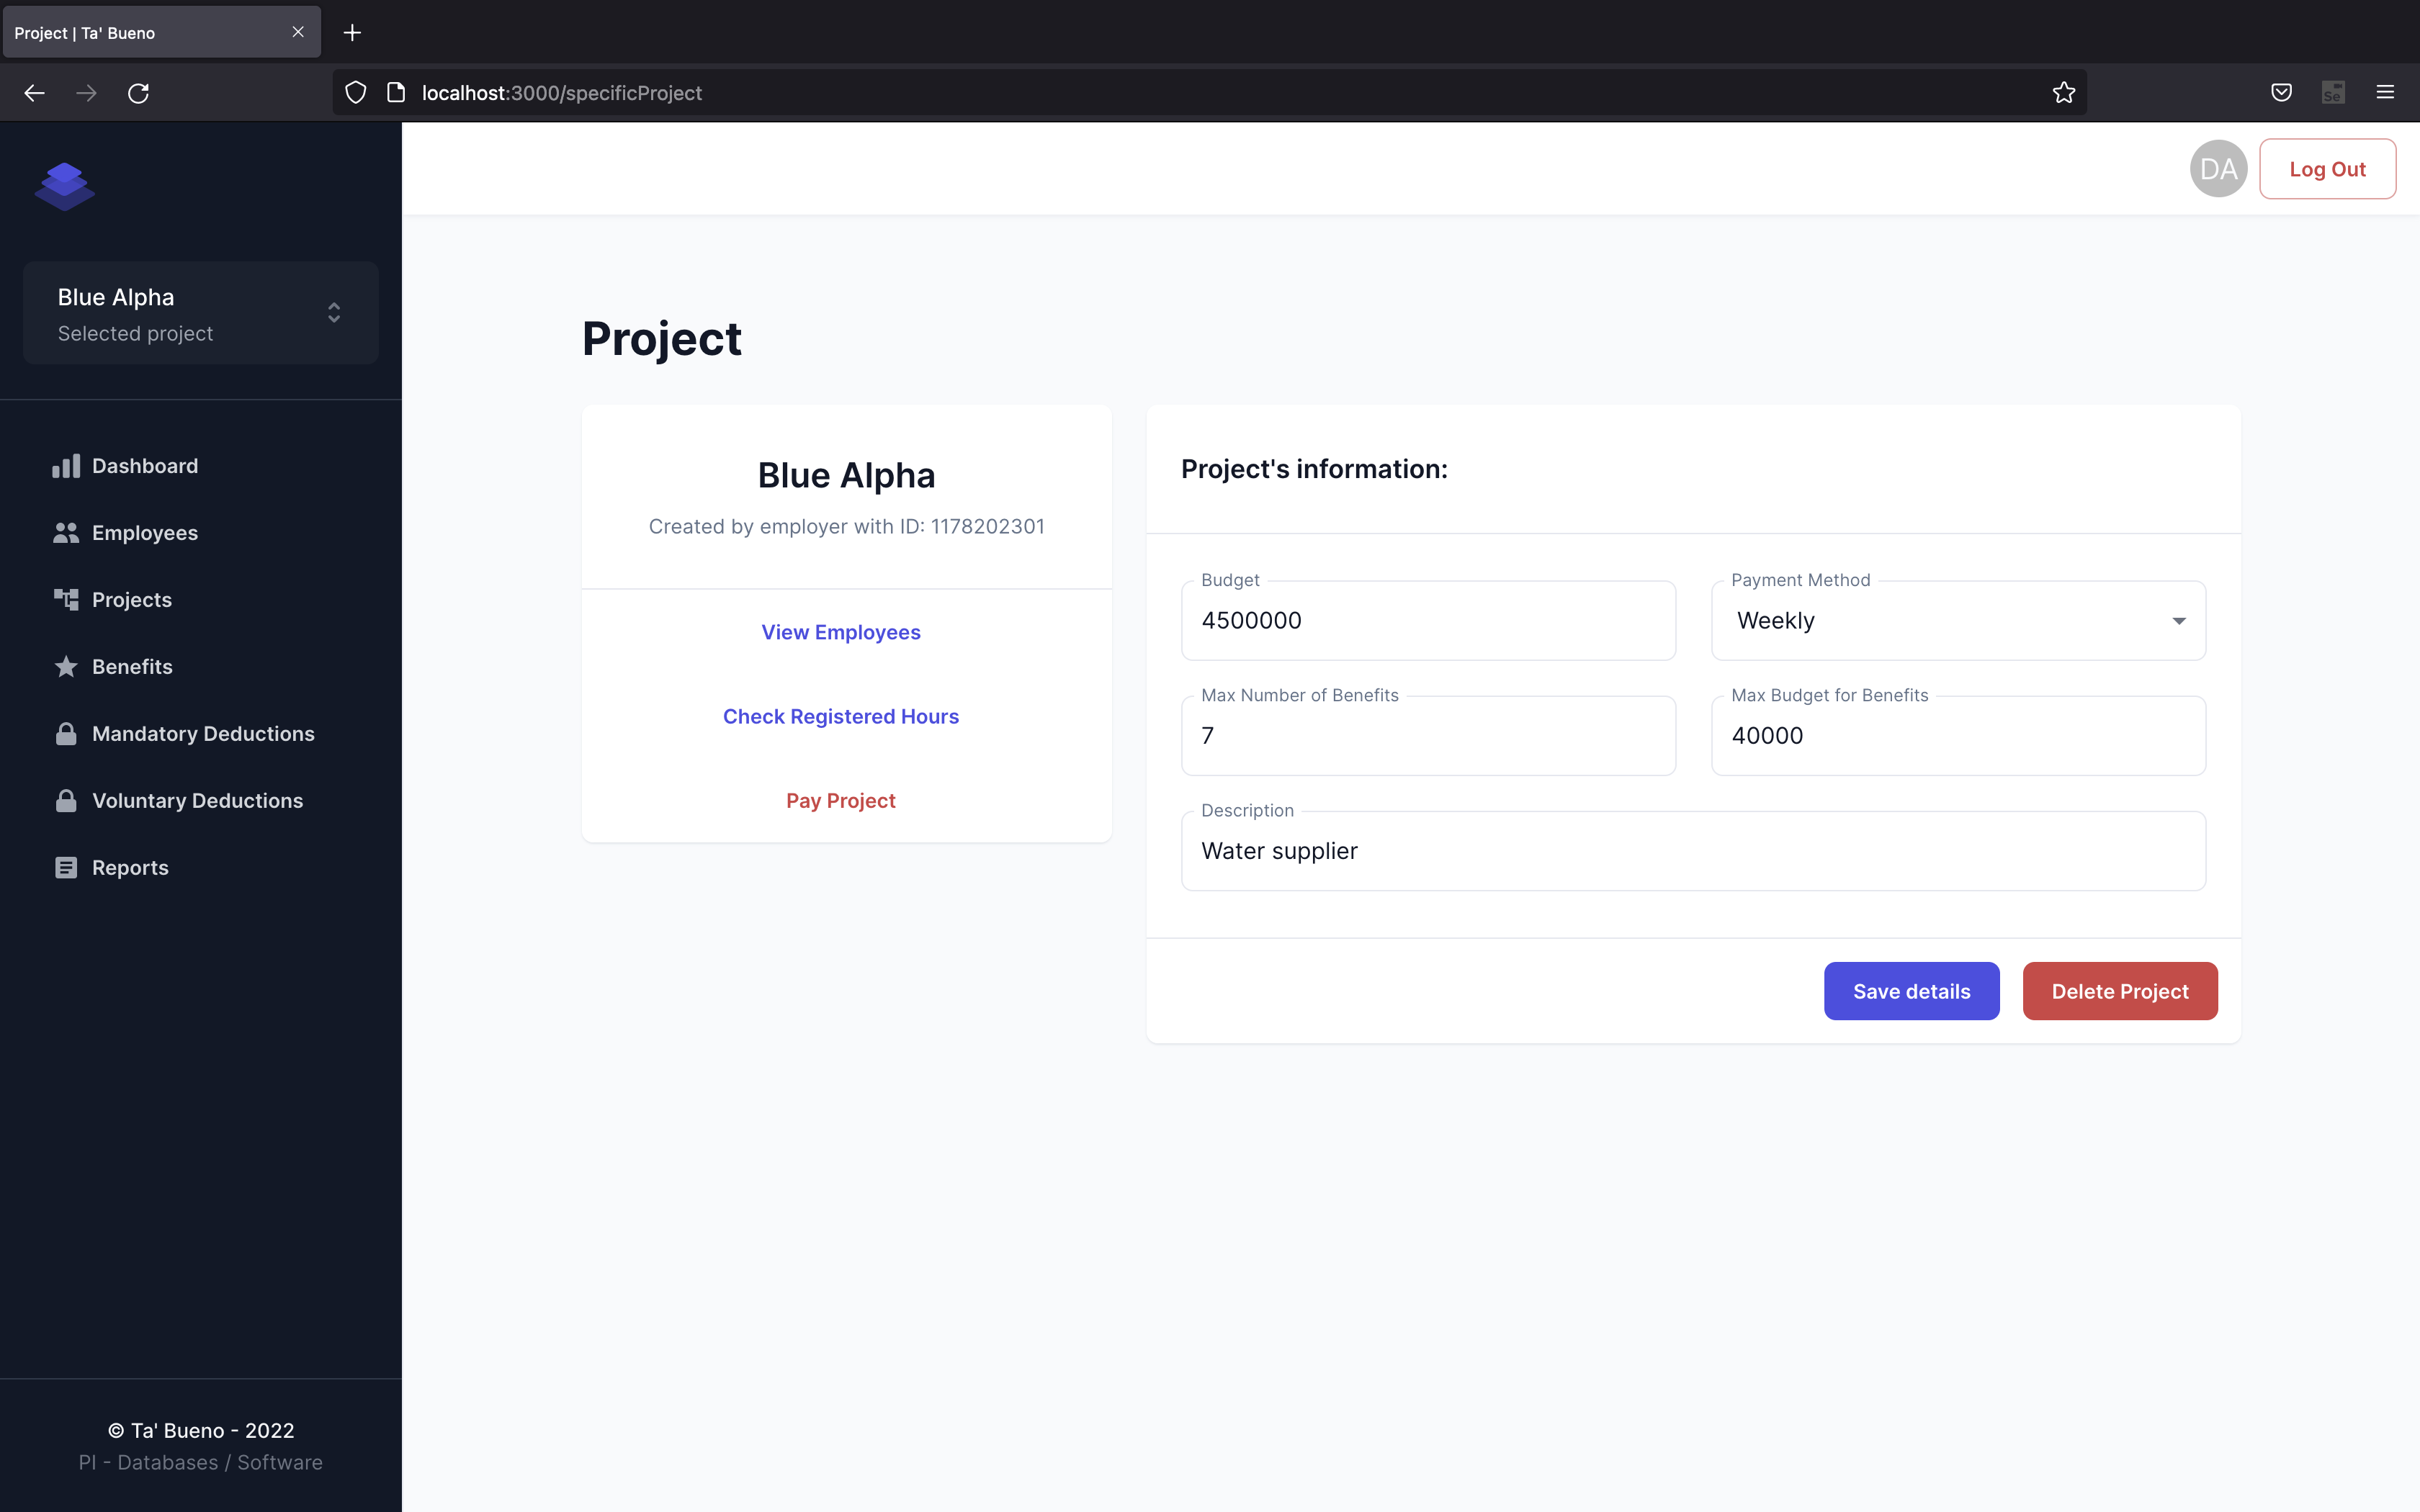 Project | Ta' Bueno
localhost:3000/specificProject
Se
DA
Log Out
Blue Alpha
Selected project
Dashboard
Employees
Projects
Benefits
Mandatory Deductions
Voluntary Deductions
Reports
© Ta' Bueno - 2022
PI - Databases / Software
Project
Blue Alpha
Created by employer with ID: 1178202301
View Employees
Check Registered Hours
Pay Project
Project's information:
Budget
4500000
Payment Method
Weekly
Max Number of Benefits
7
Max Budget for Benefits
40000
Description
Water supplier
Save details
Delete Project